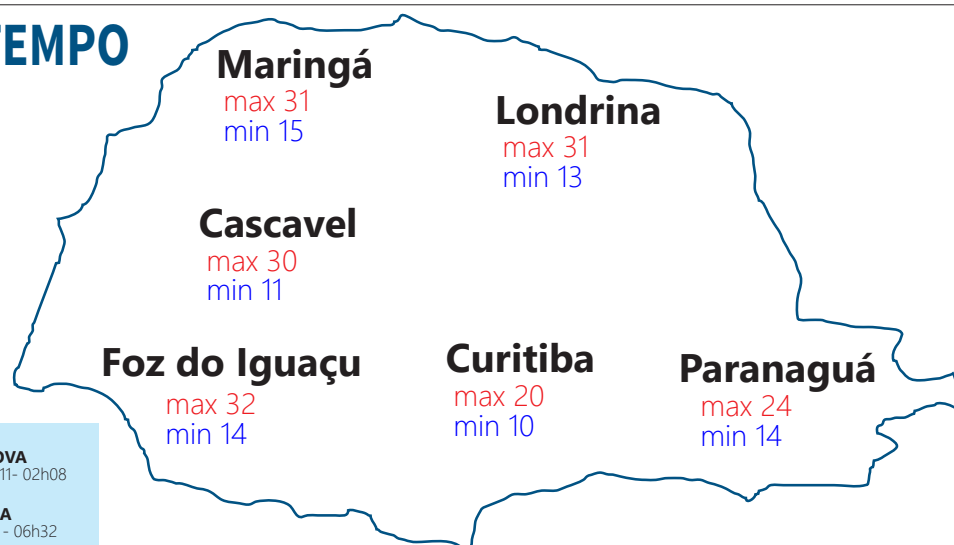 TEMPO
Maringá
max 31
min 15
Londrina
max 31
min 13
Cascavel
max 30
min 11
Foz do Iguaçu
max 32
min 14
Curitiba
max 20
min 10
Paranaguá
max 24
min 14
OVA
11- 02h08
A
- 06h32